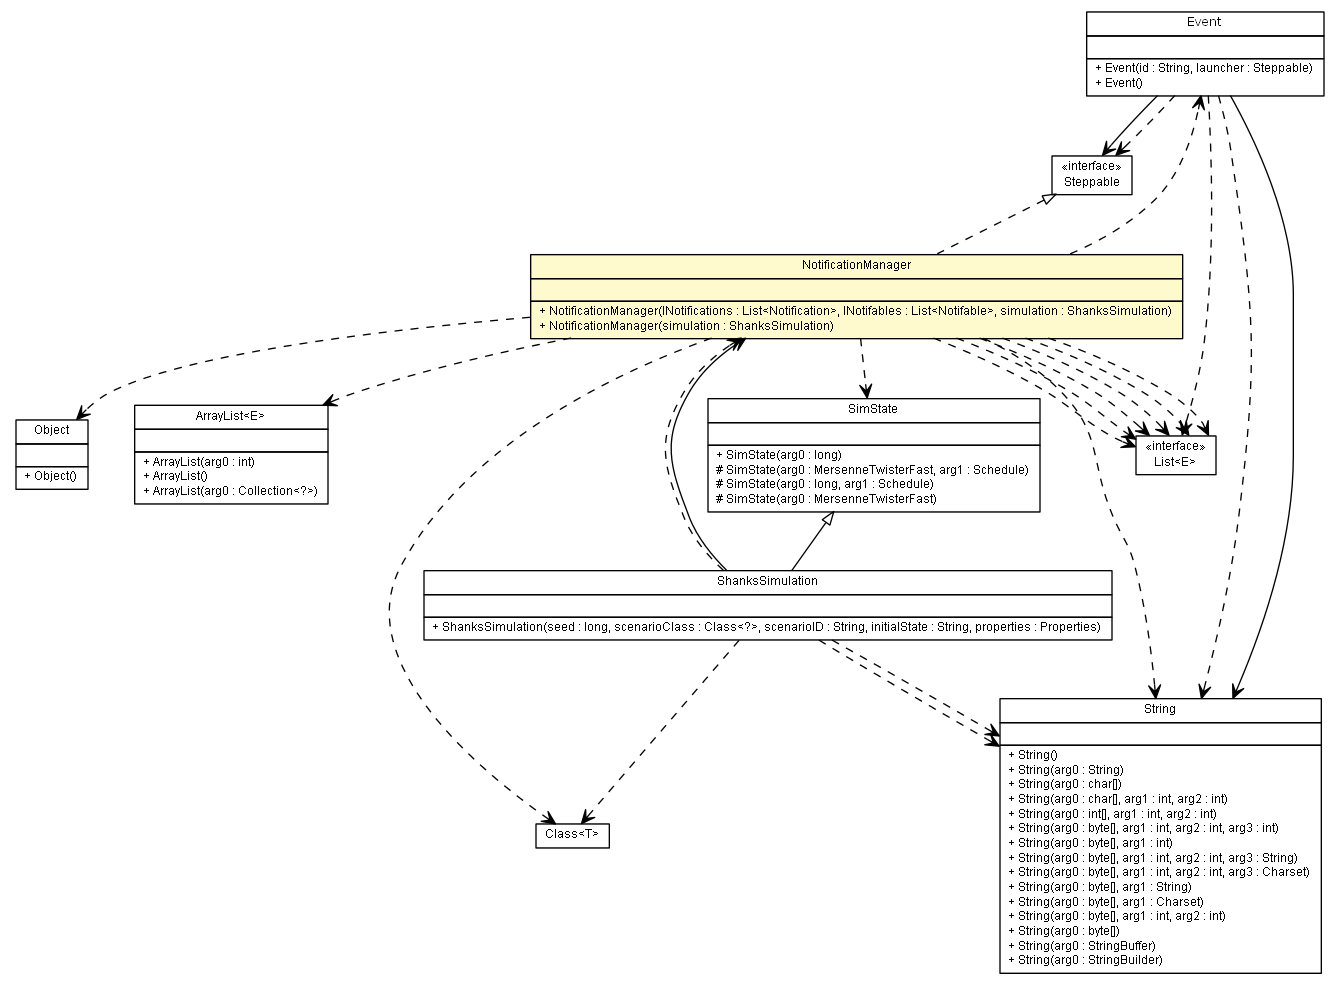 Event
+ Event(id : String, launcher : Steppable)
+ Event()
«interface»
Steppable
NotificationManager
+ NotificationManager(lNotifications : List<Notification>, lNotifables : List<Notifable>, simulation : ShanksSimulation)
+ NotificationManager(simulation : ShanksSimulation)
Object
+ Object()
ArrayList<E>
+ ArrayList(arg0 : int)
+ ArrayList()
+ ArrayList(arg0 : Collection<?>)
SimState
+ SimState(arg0 : long)
# SimState(arg0 : MersenneTwisterFast, arg1 : Schedule)
# SimState(arg0 : long, arg1 : Schedule)
# SimState(arg0 : MersenneTwisterFast)
«interface»
List<E>
ShanksSimulation
+ ShanksSimulation(seed : long, scenarioClass : Class<?>, scenarioID : String, initialState : String, properties : Properties)
Class<T>
String
+ String()
+ String(arg0 : String)
+ String(arg0 : char[])
+ String(arg0 : char[], arg1 : int, arg2 : int)
+ String(arg0 : int[], arg1 : int, arg2 : int)
+ String(arg0 : byte[], arg1 : int, arg2 : int, arg3 : int)
+ String(arg0 : byte[], arg1 : int)
+ String(arg0 : byte[], arg1 : int, arg2 : int, arg3 : String)
+ String(arg0 : byte[], arg1 : int, arg2 : int, arg3 : Charset)
+ String(arg0 : byte[], arg1 : String)
+ String(arg0 : byte[], arg1 : Charset)
+ String(arg0 : byte[], arg1 : int, arg2 : int)
+ String(arg0 : byte[])
+ String(arg0 : StringBuffer)
+ String(arg0 : StringBuilder)